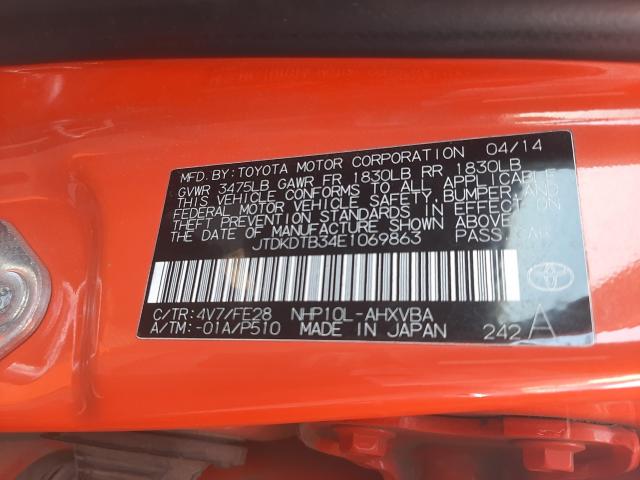 MFD. BY: TOYOTA MOTOR CORPORATION 04/14
GVWR 3475LB GAWR FR 1830LB RR 1830LB
THIS VEHICLE CONFORMS TO ALL APPLICABLE
FEDERAL MOTOR VEHICLE SAFETY, BUMPER, AND
THEFT PREVENTION STANDARDS IN EFFECT ON
THE DATE OF MANUFACTURE SHOWN ABOVE.
JTDKDTB34E1069863 PASS. CAR
C/TR: 4V7/FE28 NHP10L-AHXVBA
A/TM: -01A/P510 MADE IN JAPAN 242 A